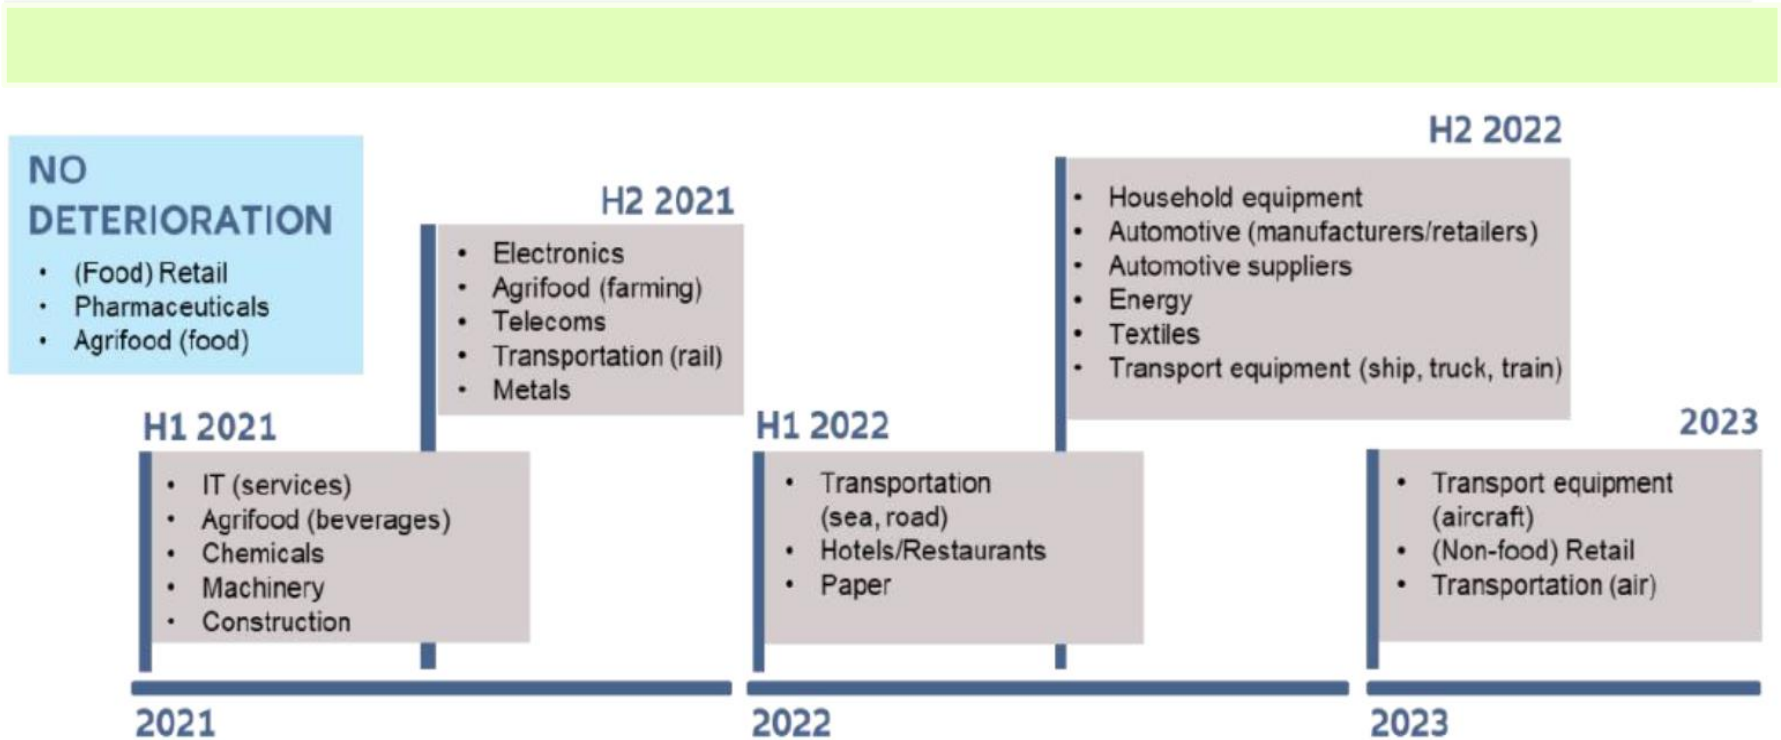 NO
DETERIORATION
• (Food) Retail
• Pharmaceuticals
• Agrifood (food)
H1 2021
• IT (services)
• Agrifood (beverages)
• Chemicals
• Machinery
• Construction
H2 2021
• Electronics
• Agrifood (farming)
• Telecoms
• Transportation (rail)
• Metals
H1 2022
• Transportation
(sea, road)
• Hotels/Restaurants
• Paper
H2 2022
• Household equipment
• Automotive (manufacturers/retailers)
• Automotive suppliers
• Energy
• Textiles
• Transport equipment (ship, truck, train)
2023
• Transport equipment
(aircraft)
• (Non-food) Retail
• Transportation (air)
2021
2022
2023